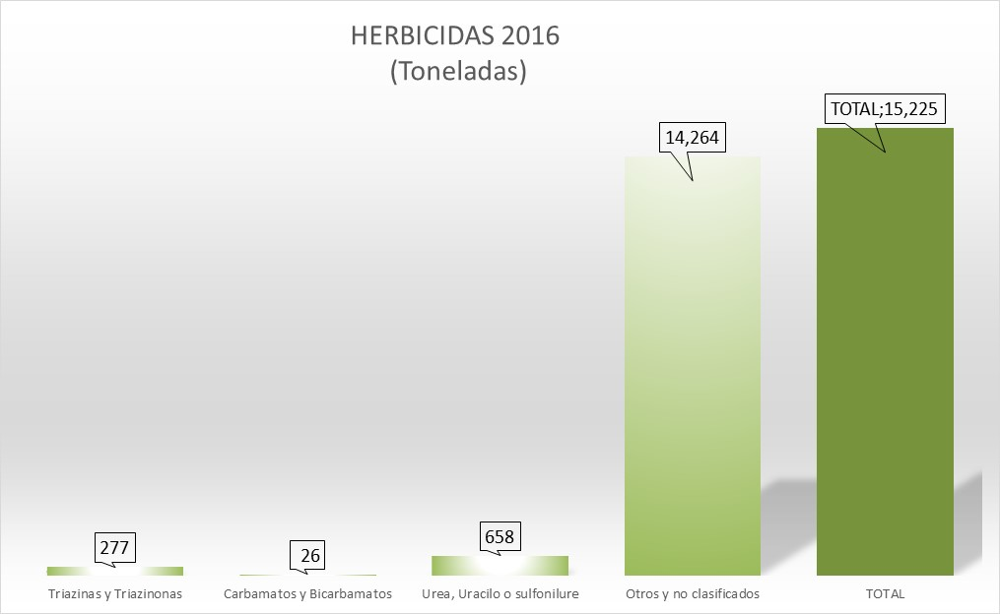 HERBICIDAS 2016
(Toneladas)
TOTAL;15,225
14,264
277
26
658
Triazinas y Triazinonas
Carbamatos y Bicarbamatos
Urea, Uracilo o sulfonilure
Otros y no clasificados
TOTAL